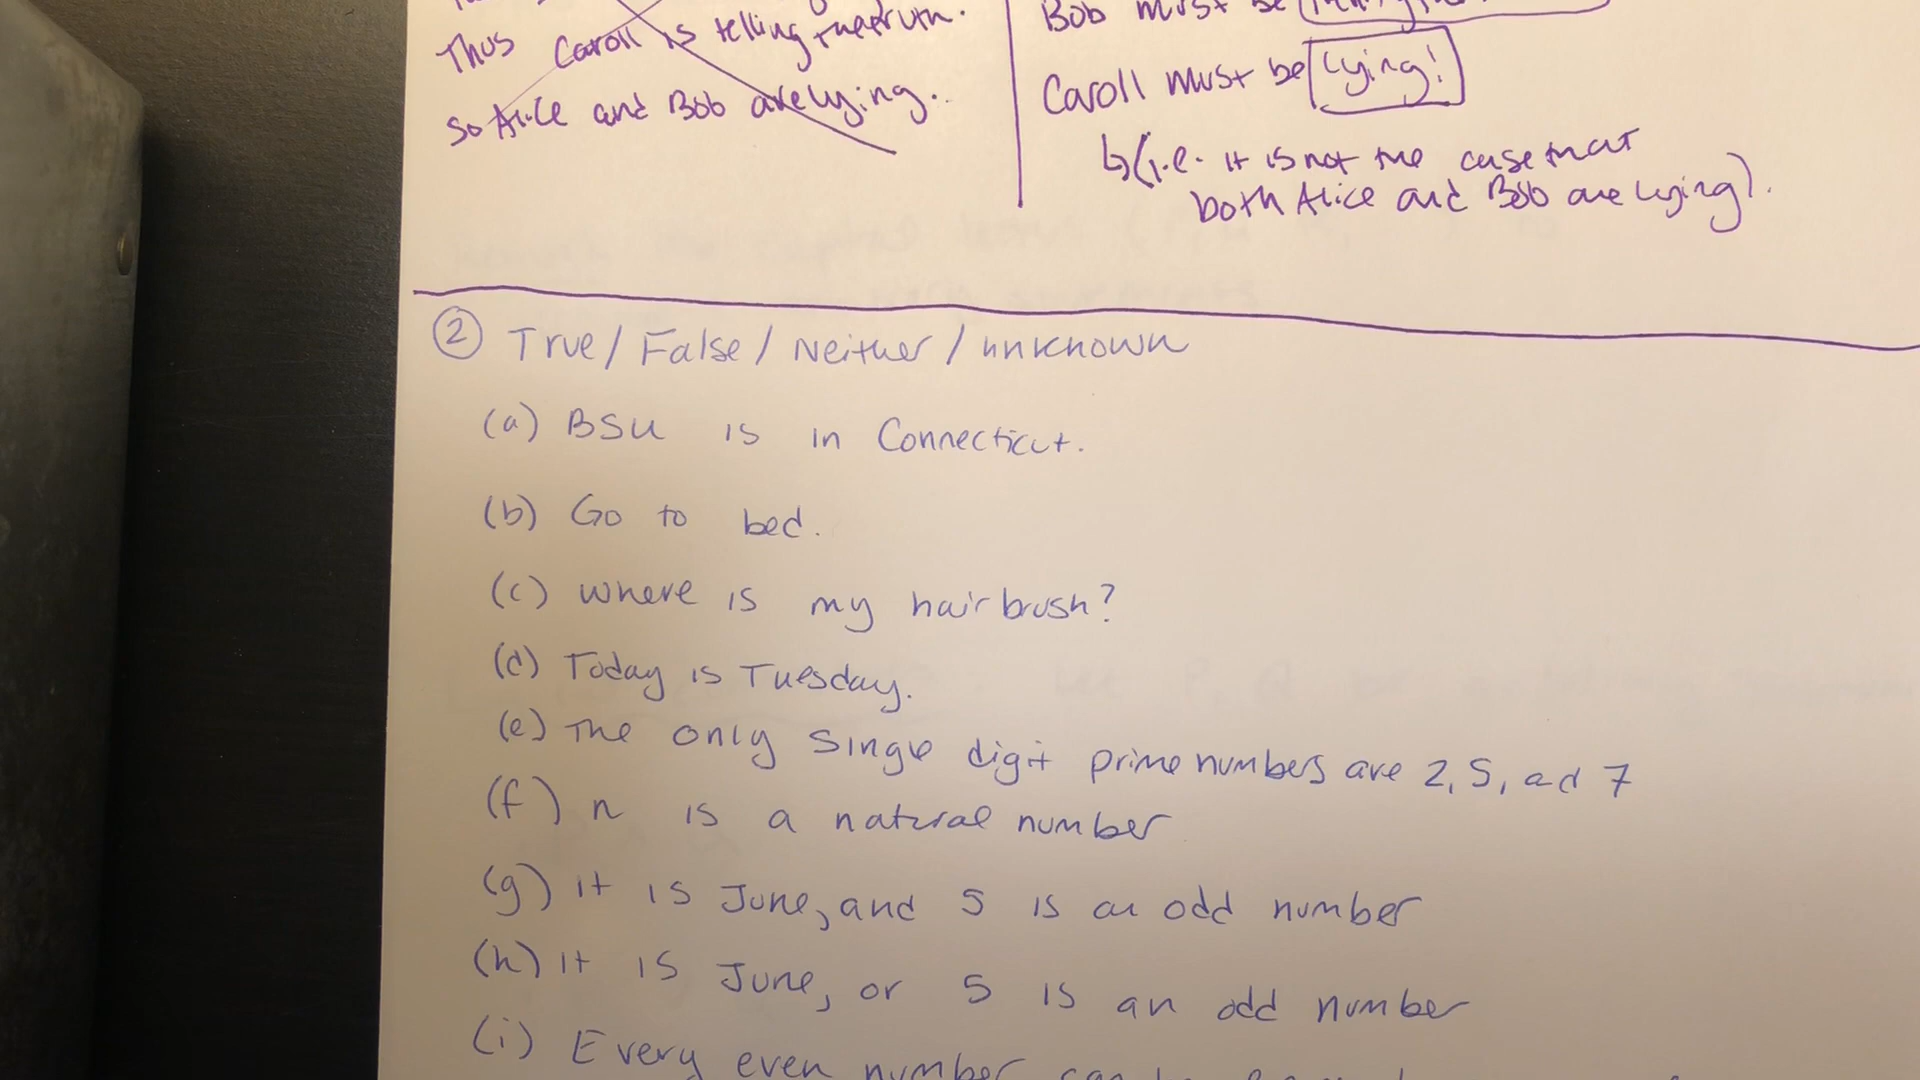 Thus Caroll is telling the truth.
So Alice and Bob are lying.
Bob must be
Caroll must be lying!
(i.e. it is not the case that
both Alice and Bob are lying).
② True/False/Neither/unknown
(a) BSU is in Connecticut.
(b) Go to bed.
(c) where is my hairbrush?
(d) Today is Tuesday.
(e) The only single digit prime numbers are 2, 5, ad 7
(f) n is a natural number
(g) it is June, and 5 is an odd number
(h) it is June, or 5 is an odd number
(i) Every even number